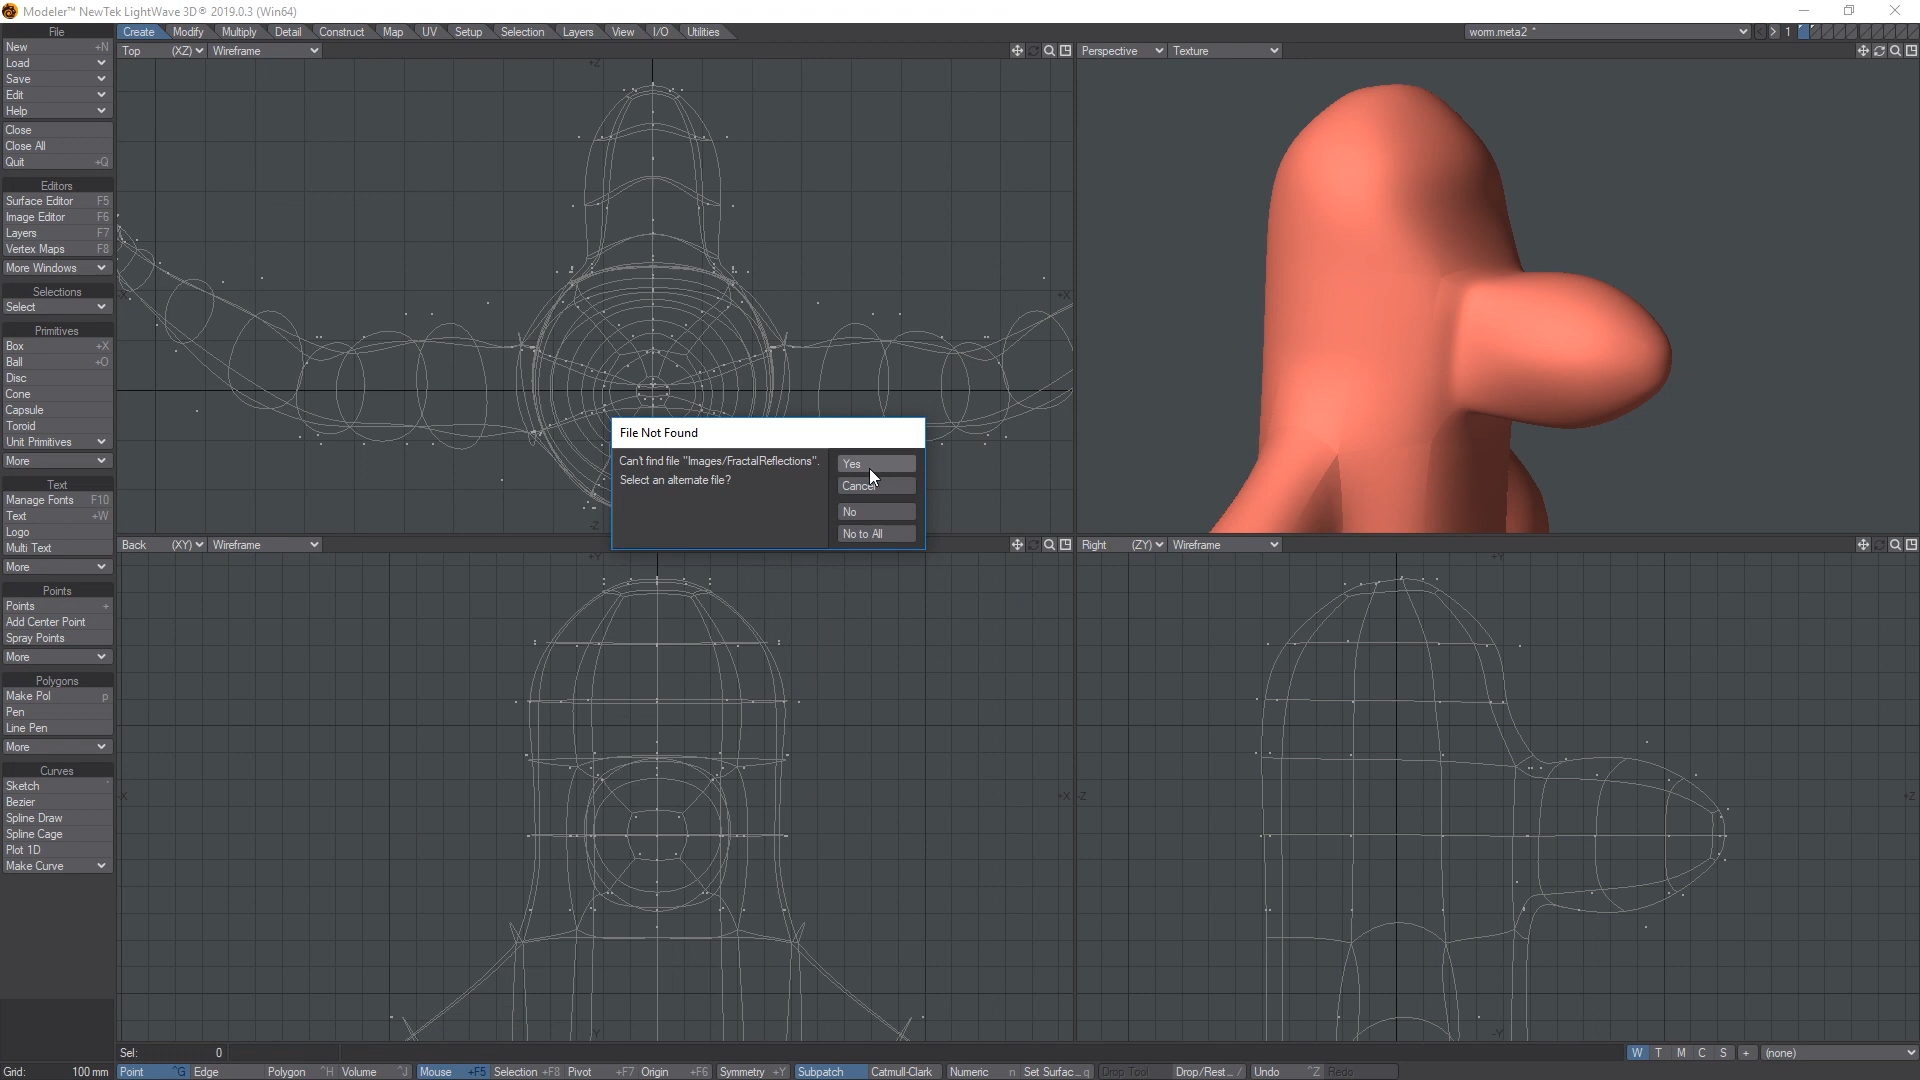 Modeler™ NewTek LightWave 3D® 2019.0.3 (Win64)
File
New +N
Load
Save
Edit
Help
Close
Close All
Quit +Q
Editors
Surface Editor F5
Image Editor F6
Layers F7
Vertex Maps F8
More Windows
Selections
Select
Primitives
Box +X
Ball +O
Disc
Cone
Capsule
Toroid
Unit Primitives
More
Text
Manage Fonts F10
Text +W
Logo
Multi Text
More
Points
Points +
Add Center Point
Spray Points
More
Polygons
Make Pol p
Pen
Line Pen
More
Curves
Sketch `
Bezier
Spline Draw
Spline Cage
Plot 1D
Make Curve
Create Modify Multiply Detail Construct Map UV Setup Selection Layers View I/O Utilities
worm.meta2 * < > 1
Top (XZ) Wireframe
+Z
-X
+X
-Z
Perspective Texture
File Not Found
Can't find file "Images/FractalReflections".
Select an alternate file?
Yes
Cancel
No
No to All
Back (XY) Wireframe
+Y
-X
+X
-Y
Right (ZY) Wireframe
+Y
-Z
+Z
-Y
Sel: 0
W T M C S + (none)
Grid: 100 mm Point ^G Edge Polygon ^H Volume ^J Mouse +F5 Selection +F8 Pivot +F7 Origin +F6 Symmetry +Y Subpatch Catmull-Clark Numeric n Set Surfac... q Drop Tool Drop/Rest... / Undo ^Z Redo